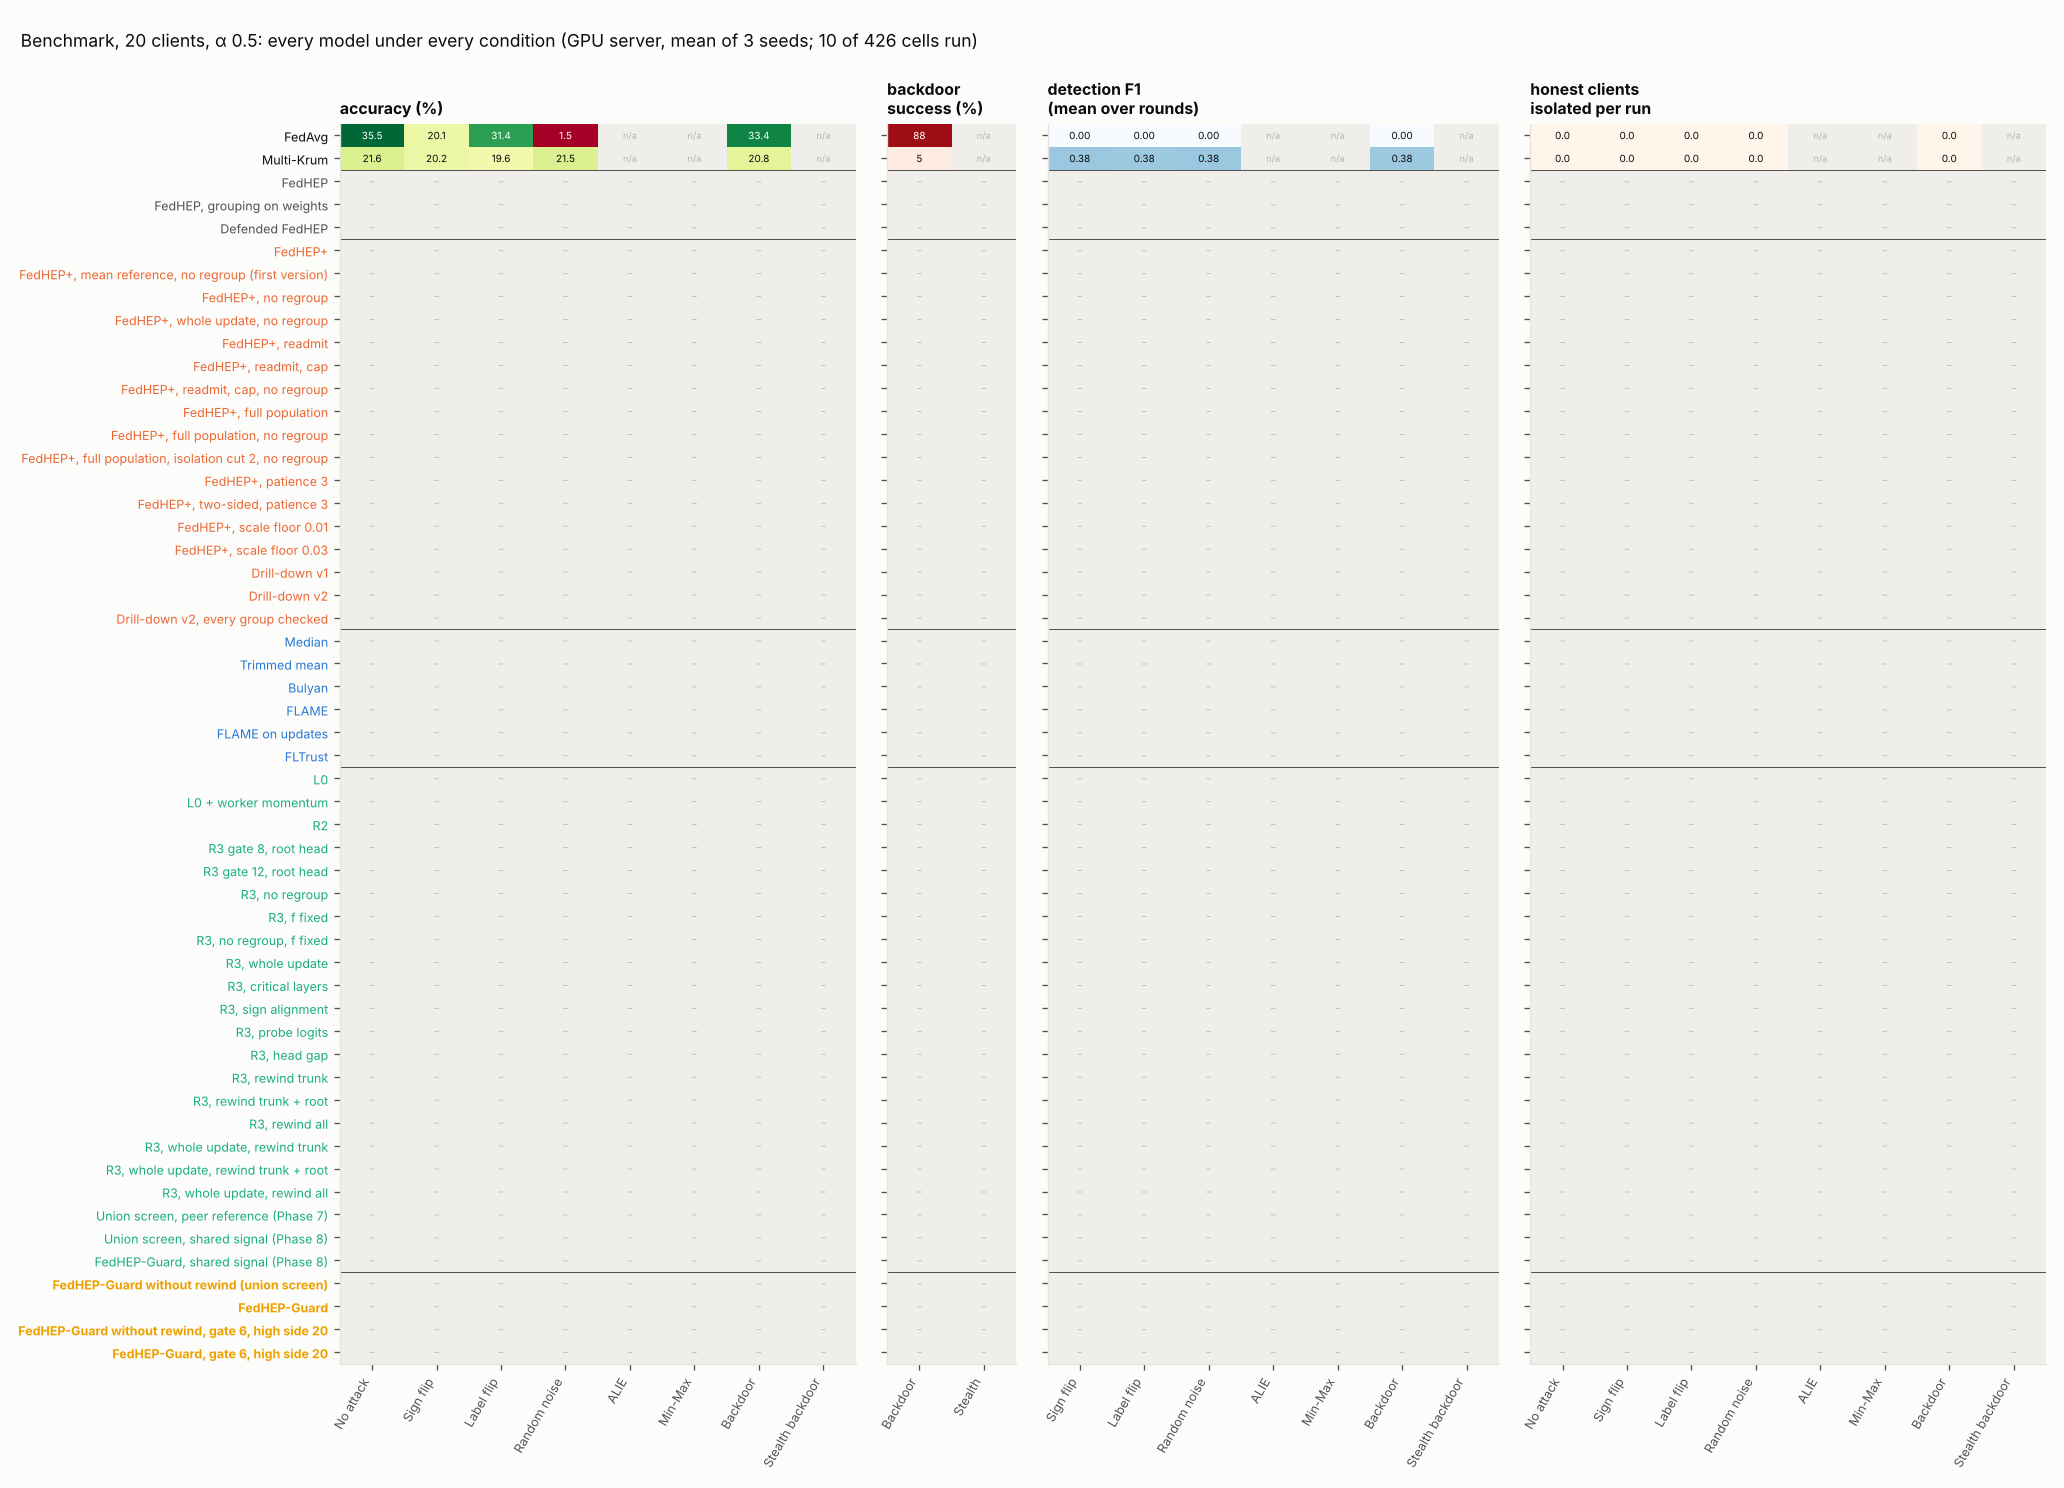 Benchmark, 20 clients, α 0.5: every model under every condition (GPU server, mean of 3 seeds; 10 of 426 cells run)
accuracy (%)
backdoor
success (%)
detection F1
(mean over rounds)
honest clients
isolated per run
FedAvg 35.5 20.1 31.4 1.5 n/a n/a 33.4 n/a 88 n/a 0.00 0.00 0.00 n/a n/a 0.00 n/a 0.0 0.0 0.0 0.0 n/a n/a 0.0 n/a
Multi-Krum 21.6 20.2 19.6 21.5 n/a n/a 20.8 n/a 5 n/a 0.38 0.38 0.38 n/a n/a 0.38 n/a 0.0 0.0 0.0 0.0 n/a n/a 0.0 n/a
FedHEP – – – – – – – – – – – – – – – – – – – – – – – – –
FedHEP, grouping on weights – – – – – – – – – – – – – – – – – – – – – – – – –
Defended FedHEP – – – – – – – – – – – – – – – – – – – – – – – – –
FedHEP+ – – – – – – – – – – – – – – – – – – – – – – – – –
FedHEP+, mean reference, no regroup (first version) – – – – – – – – – – – – – – – – – – – – – – – – –
FedHEP+, no regroup – – – – – – – – – – – – – – – – – – – – – – – – –
FedHEP+, whole update, no regroup – – – – – – – – – – – – – – – – – – – – – – – – –
FedHEP+, readmit – – – – – – – – – – – – – – – – – – – – – – – – –
FedHEP+, readmit, cap – – – – – – – – – – – – – – – – – – – – – – – – –
FedHEP+, readmit, cap, no regroup – – – – – – – – – – – – – – – – – – – – – – – – –
FedHEP+, full population – – – – – – – – – – – – – – – – – – – – – – – – –
FedHEP+, full population, no regroup – – – – – – – – – – – – – – – – – – – – – – – – –
FedHEP+, full population, isolation cut 2, no regroup – – – – – – – – – – – – – – – – – – – – – – – – –
FedHEP+, patience 3 – – – – – – – – – – – – – – – – – – – – – – – – –
FedHEP+, two-sided, patience 3 – – – – – – – – – – – – – – – – – – – – – – – – –
FedHEP+, scale floor 0.01 – – – – – – – – – – – – – – – – – – – – – – – – –
FedHEP+, scale floor 0.03 – – – – – – – – – – – – – – – – – – – – – – – – –
Drill-down v1 – – – – – – – – – – – – – – – – – – – – – – – – –
Drill-down v2 – – – – – – – – – – – – – – – – – – – – – – – – –
Drill-down v2, every group checked – – – – – – – – – – – – – – – – – – – – – – – – –
Median – – – – – – – – – – – – – – – – – – – – – – – – –
Trimmed mean – – – – – – – – – – – – – – – – – – – – – – – – –
Bulyan – – – – – – – – – – – – – – – – – – – – – – – – –
FLAME – – – – – – – – – – – – – – – – – – – – – – – – –
FLAME on updates – – – – – – – – – – – – – – – – – – – – – – – – –
FLTrust – – – – – – – – – – – – – – – – – – – – – – – – –
L0 – – – – – – – – – – – – – – – – – – – – – – – – –
L0 + worker momentum – – – – – – – – – – – – – – – – – – – – – – – – –
R2 – – – – – – – – – – – – – – – – – – – – – – – – –
R3 gate 8, root head – – – – – – – – – – – – – – – – – – – – – – – – –
R3 gate 12, root head – – – – – – – – – – – – – – – – – – – – – – – – –
R3, no regroup – – – – – – – – – – – – – – – – – – – – – – – – –
R3, f fixed – – – – – – – – – – – – – – – – – – – – – – – – –
R3, no regroup, f fixed – – – – – – – – – – – – – – – – – – – – – – – – –
R3, whole update – – – – – – – – – – – – – – – – – – – – – – – – –
R3, critical layers – – – – – – – – – – – – – – – – – – – – – – – – –
R3, sign alignment – – – – – – – – – – – – – – – – – – – – – – – – –
R3, probe logits – – – – – – – – – – – – – – – – – – – – – – – – –
R3, head gap – – – – – – – – – – – – – – – – – – – – – – – – –
R3, rewind trunk – – – – – – – – – – – – – – – – – – – – – – – – –
R3, rewind trunk + root – – – – – – – – – – – – – – – – – – – – – – – – –
R3, rewind all – – – – – – – – – – – – – – – – – – – – – – – – –
R3, whole update, rewind trunk – – – – – – – – – – – – – – – – – – – – – – – – –
R3, whole update, rewind trunk + root – – – – – – – – – – – – – – – – – – – – – – – – –
R3, whole update, rewind all – – – – – – – – – – – – – – – – – – – – – – – – –
Union screen, peer reference (Phase 7) – – – – – – – – – – – – – – – – – – – – – – – – –
Union screen, shared signal (Phase 8) – – – – – – – – – – – – – – – – – – – – – – – – –
FedHEP-Guard, shared signal (Phase 8) – – – – – – – – – – – – – – – – – – – – – – – – –
FedHEP-Guard without rewind (union screen) – – – – – – – – – – – – – – – – – – – – – – – – –
FedHEP-Guard – – – – – – – – – – – – – – – – – – – – – – – – –
FedHEP-Guard without rewind, gate 6, high side 20 – – – – – – – – – – – – – – – – – – – – – – – – –
FedHEP-Guard, gate 6, high side 20 – – – – – – – – – – – – – – – – – – – – – – – – –
No attack Sign flip Label flip Random noise ALIE Min-Max Backdoor Stealth backdoor
Backdoor Stealth
Sign flip Label flip Random noise ALIE Min-Max Backdoor Stealth backdoor
No attack Sign flip Label flip Random noise ALIE Min-Max Backdoor Stealth backdoor